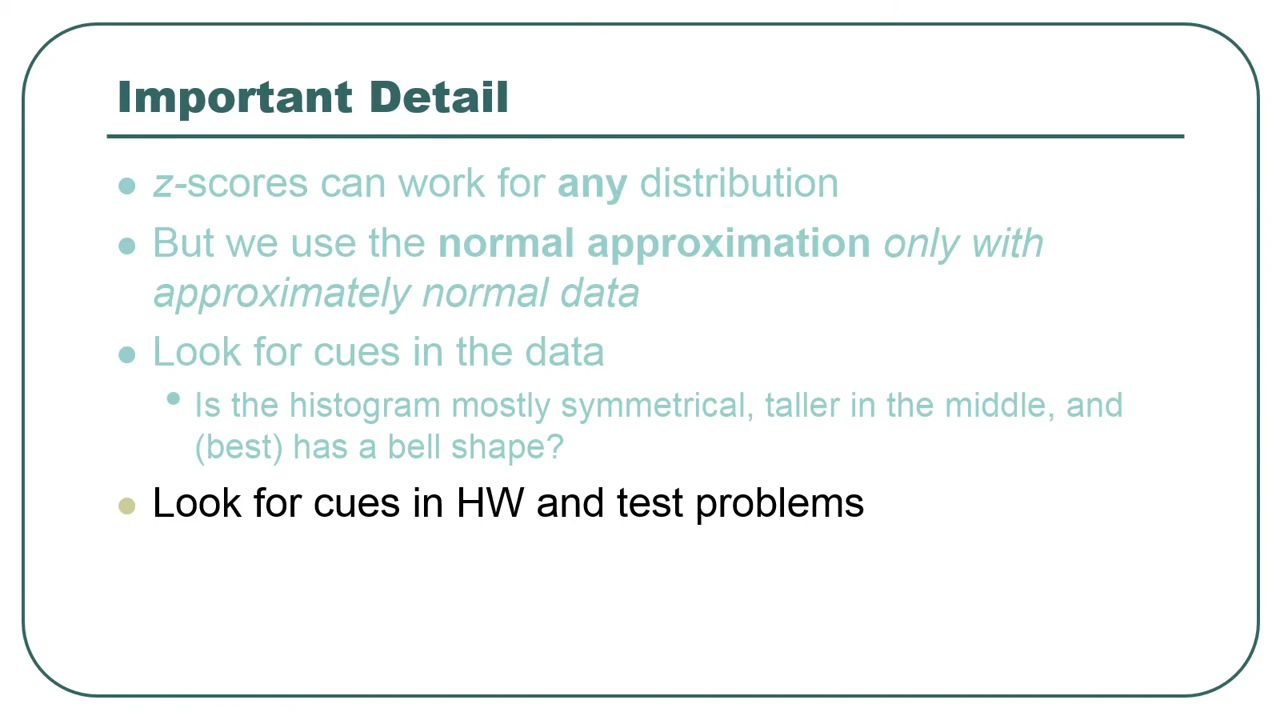 Important Detail
z-scores can work for any distribution
But we use the normal approximation only with
approximately normal data
Look for cues in the data
Is the histogram mostly symmetrical, taller in the middle, and
(best) has a bell shape?
Look for cues in HW and test problems